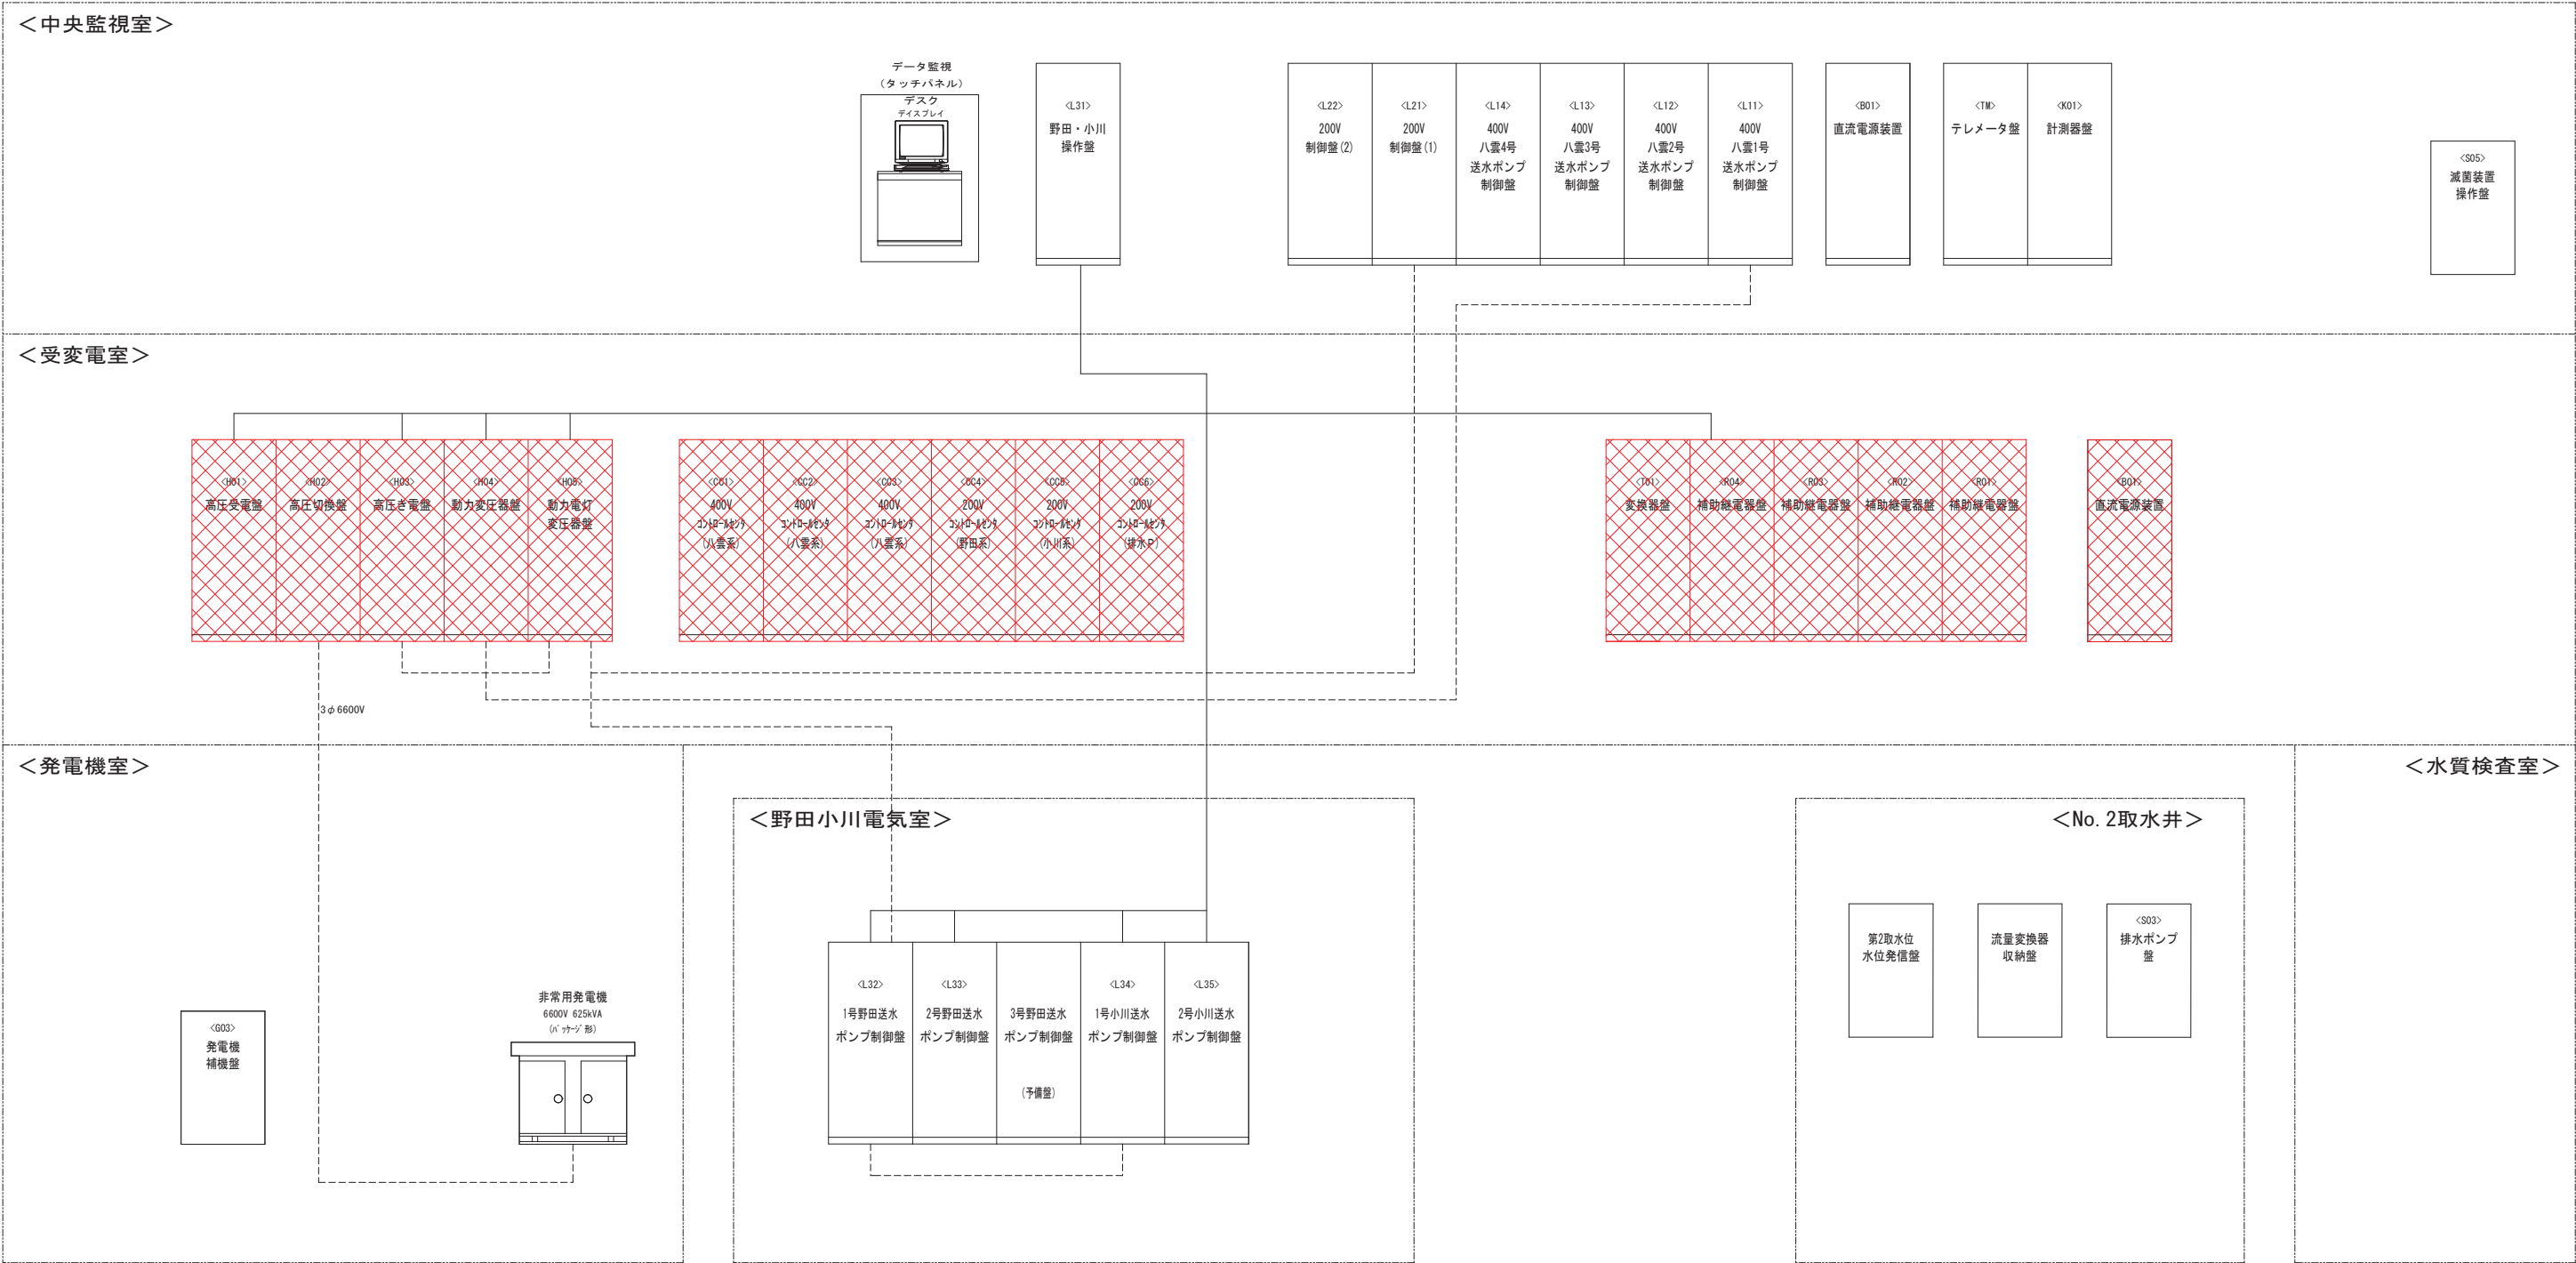 ＜中央監視室＞
データ監視
（タッチパネル）
デスク
デイスプレイ
<L31>
野田・小川
操作盤
<L22>
200V
制御盤(2)
<L21>
200V
制御盤(1)
<L14>
400V
八雲4号
送水ポンプ
制御盤
<L13>
400V
八雲3号
送水ポンプ
制御盤
<L12>
400V
八雲2号
送水ポンプ
制御盤
<L11>
400V
八雲1号
送水ポンプ
制御盤
<B01>
直流電源装置
<TM>
テレメータ盤
<K01>
計測器盤
<S05>
滅菌装置
操作盤
＜受変電室＞
<H01>
高圧受電盤
<H02>
高圧切換盤
<H03>
高圧き電盤
<H04>
動力変圧器盤
<H05>
動力電灯
変圧器盤
<CC1>
400V
ｺﾝﾄﾛｰﾙｾﾝﾀ
(八雲系)
<CC2>
400V
ｺﾝﾄﾛｰﾙｾﾝﾀ
(八雲系)
<CC3>
400V
ｺﾝﾄﾛｰﾙｾﾝﾀ
(八雲系)
<CC4>
200V
ｺﾝﾄﾛｰﾙｾﾝﾀ
(野田系)
<CC5>
200V
ｺﾝﾄﾛｰﾙｾﾝﾀ
(小川系)
<CC6>
200V
ｺﾝﾄﾛｰﾙｾﾝﾀ
(排水Ｐ)
<T01>
変換器盤
<R04>
補助継電器盤
<R03>
補助継電器盤
<R02>
補助継電器盤
<R01>
補助継電器盤
<B01>
直流電源装置
3φ6600V
＜発電機室＞
<G03>
発電機
補機盤
非常用発電機
6600V 625kVA
(ﾊﾟｯｹｰｼﾞ形)
＜野田小川電気室＞
<L32>
1号野田送水
ポンプ制御盤
<L33>
2号野田送水
ポンプ制御盤
3号野田送水
ポンプ制御盤
(予備盤)
<L34>
1号小川送水
ポンプ制御盤
<L35>
2号小川送水
ポンプ制御盤
＜No.2取水井＞
第2取水位
水位発信盤
流量変換器
収納盤
<S03>
排水ポンプ
盤
＜水質検査室＞